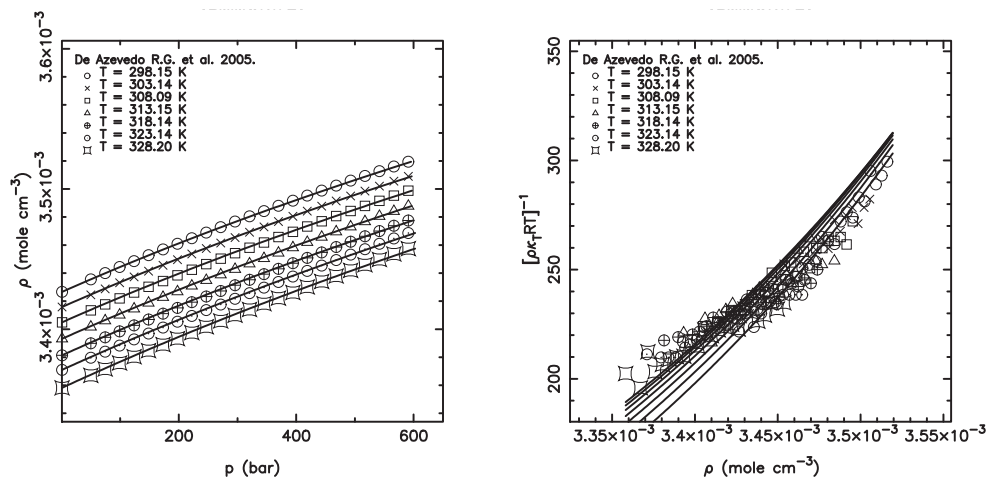 De Azevedo R.G. et al. 2005.
T = 298.15 K
T = 303.14 K
T = 308.09 K
T = 313.15 K
T = 318.14 K
T = 323.14 K
T = 328.20 K
3.6×10⁻³
3.5×10⁻³
3.4×10⁻³
ρ (mole cm⁻³)
200 400 600
p (bar)
De Azevedo R.G. et al. 2005.
T = 298.15 K
T = 303.14 K
T = 308.09 K
T = 313.15 K
T = 318.14 K
T = 323.14 K
T = 328.20 K
350
300
250
200
[ρκ_TRT]⁻¹
3.35×10⁻³ 3.4×10⁻³ 3.45×10⁻³ 3.5×10⁻³ 3.55×10⁻³
ρ (mole cm⁻³)